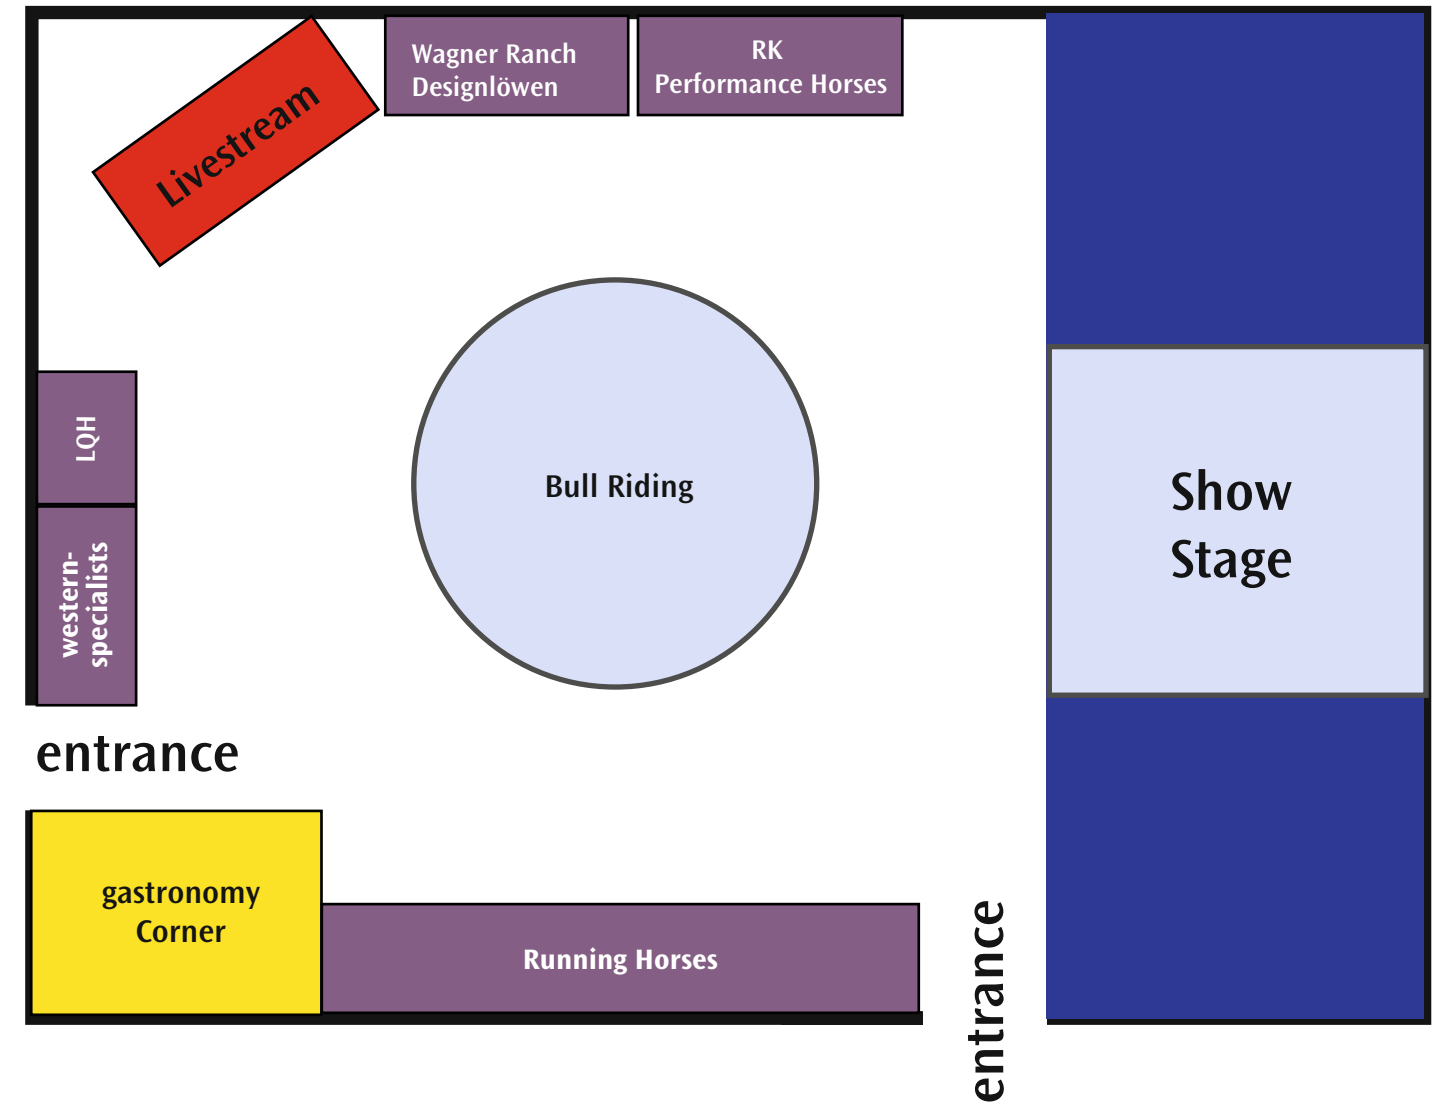 Livestream
Wagner Ranch
Designlöwen
RK
Performance Horses
LQH
western-
specialists
Bull Riding
Show
Stage
entrance
gastronomy
Corner
Running Horses
entrance